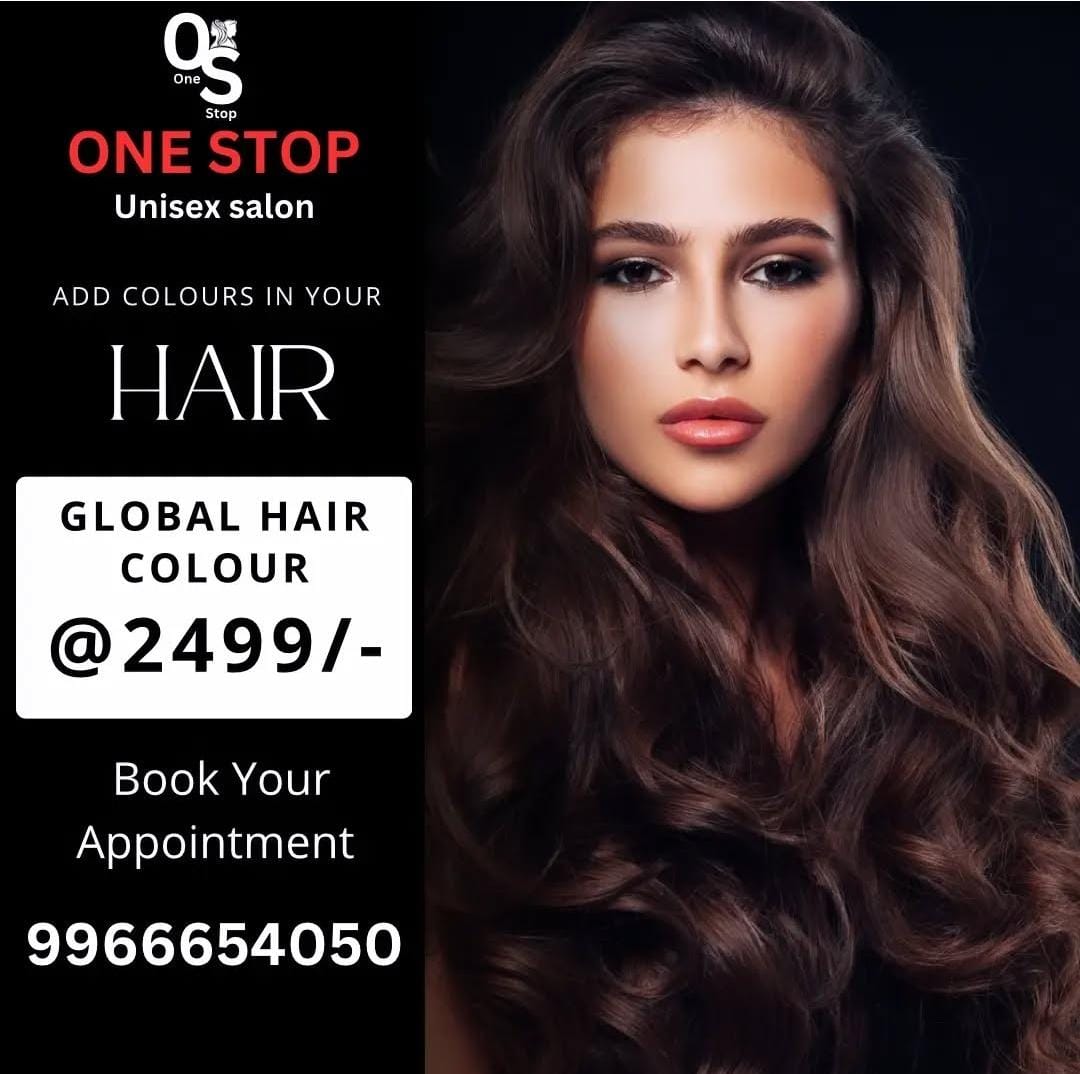 OS
One
Stop
ONE STOP
Unisex salon
ADD COLOURS IN YOUR
HAIR
GLOBAL HAIR
COLOUR
@2499/-
Book Your
Appointment
9966654050